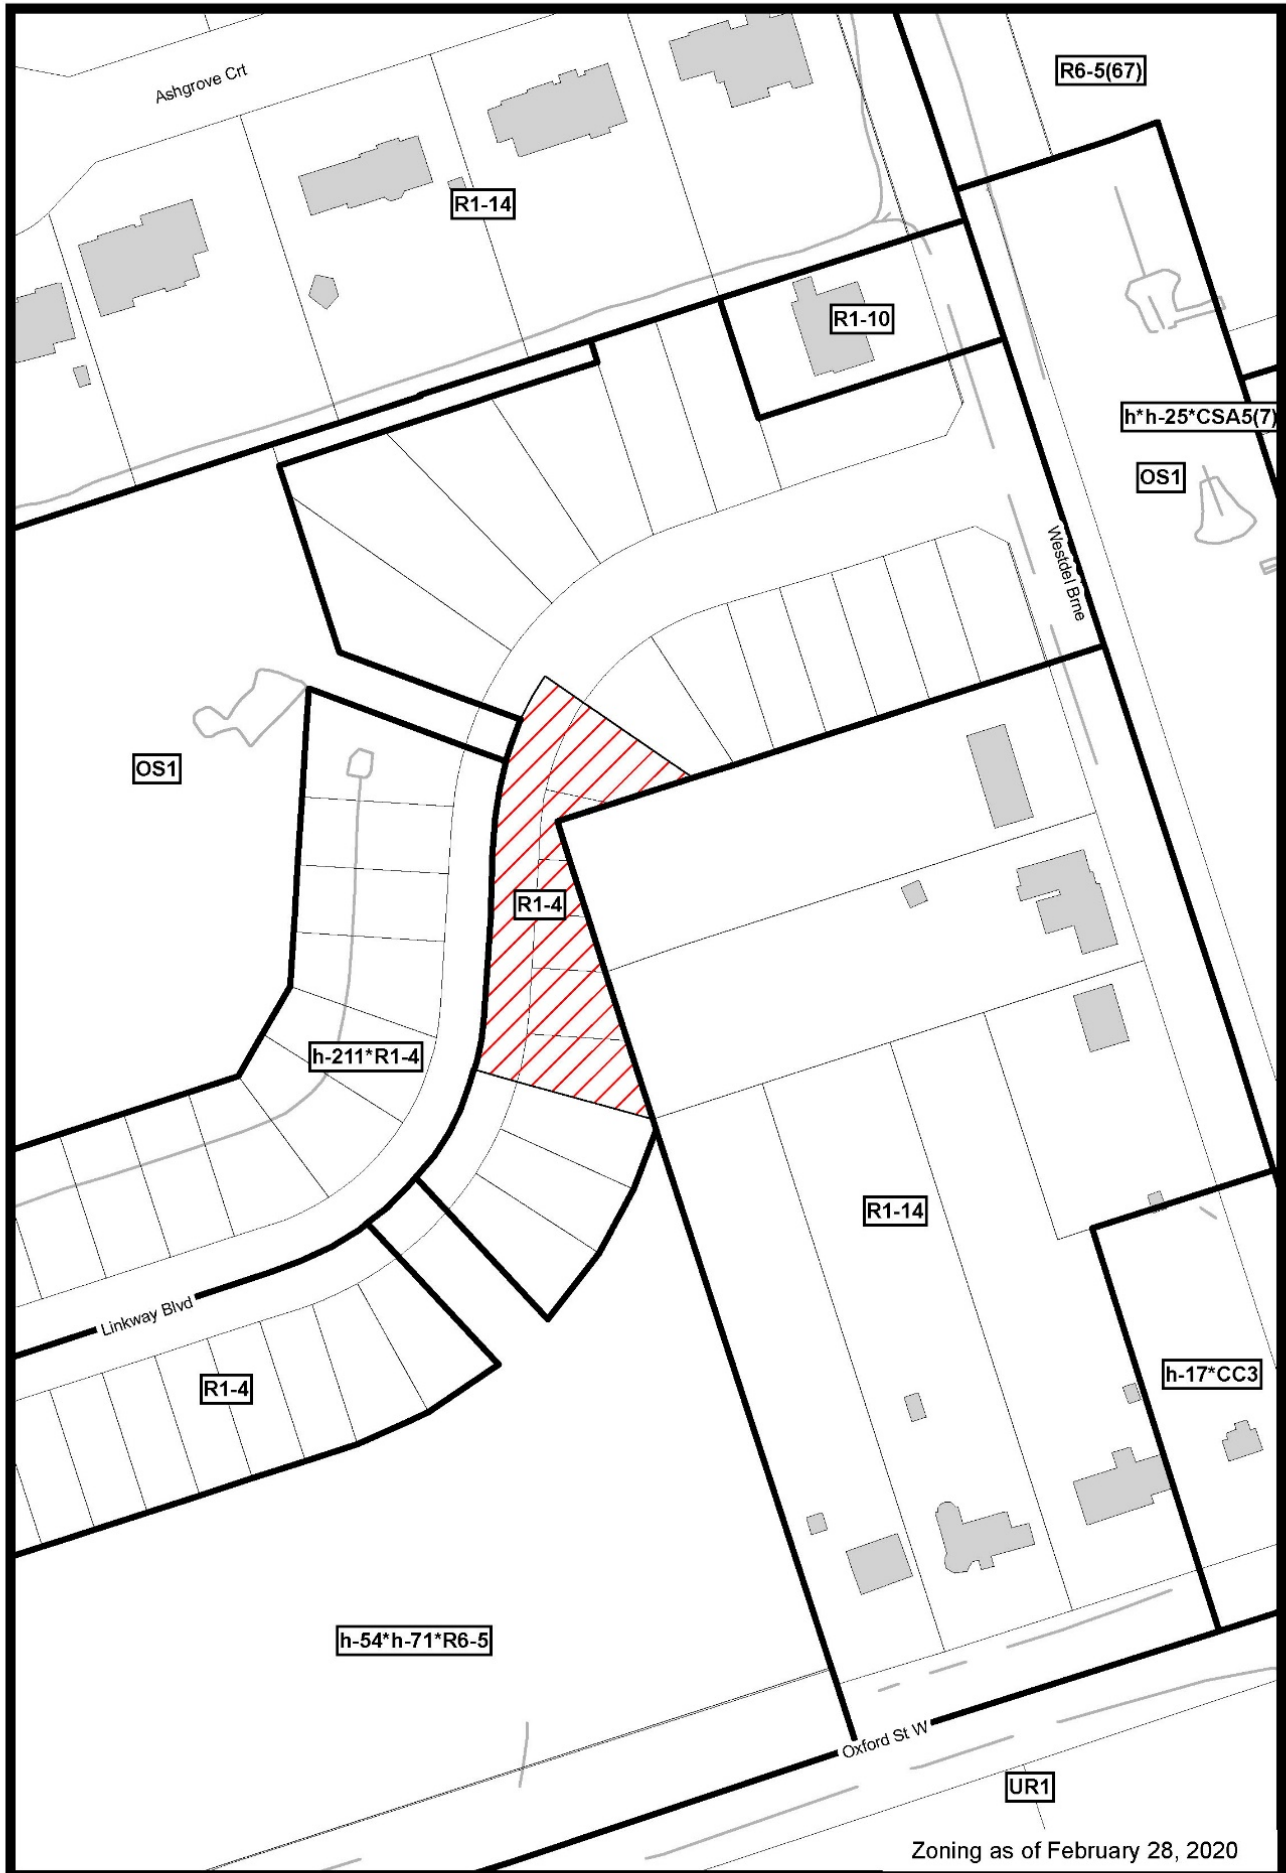 R6-5(67)
Ashgrove Crt
R1-14
R1-10
h*h-25*CSA5(7)
OS1
Westdel Brne
OS1
R1-4
h-211*R1-4
R1-14
Linkway Blvd
h-17*CC3
R1-4
h-54*h-71*R6-5
Oxford St W
UR1
Zoning as of February 28, 2020